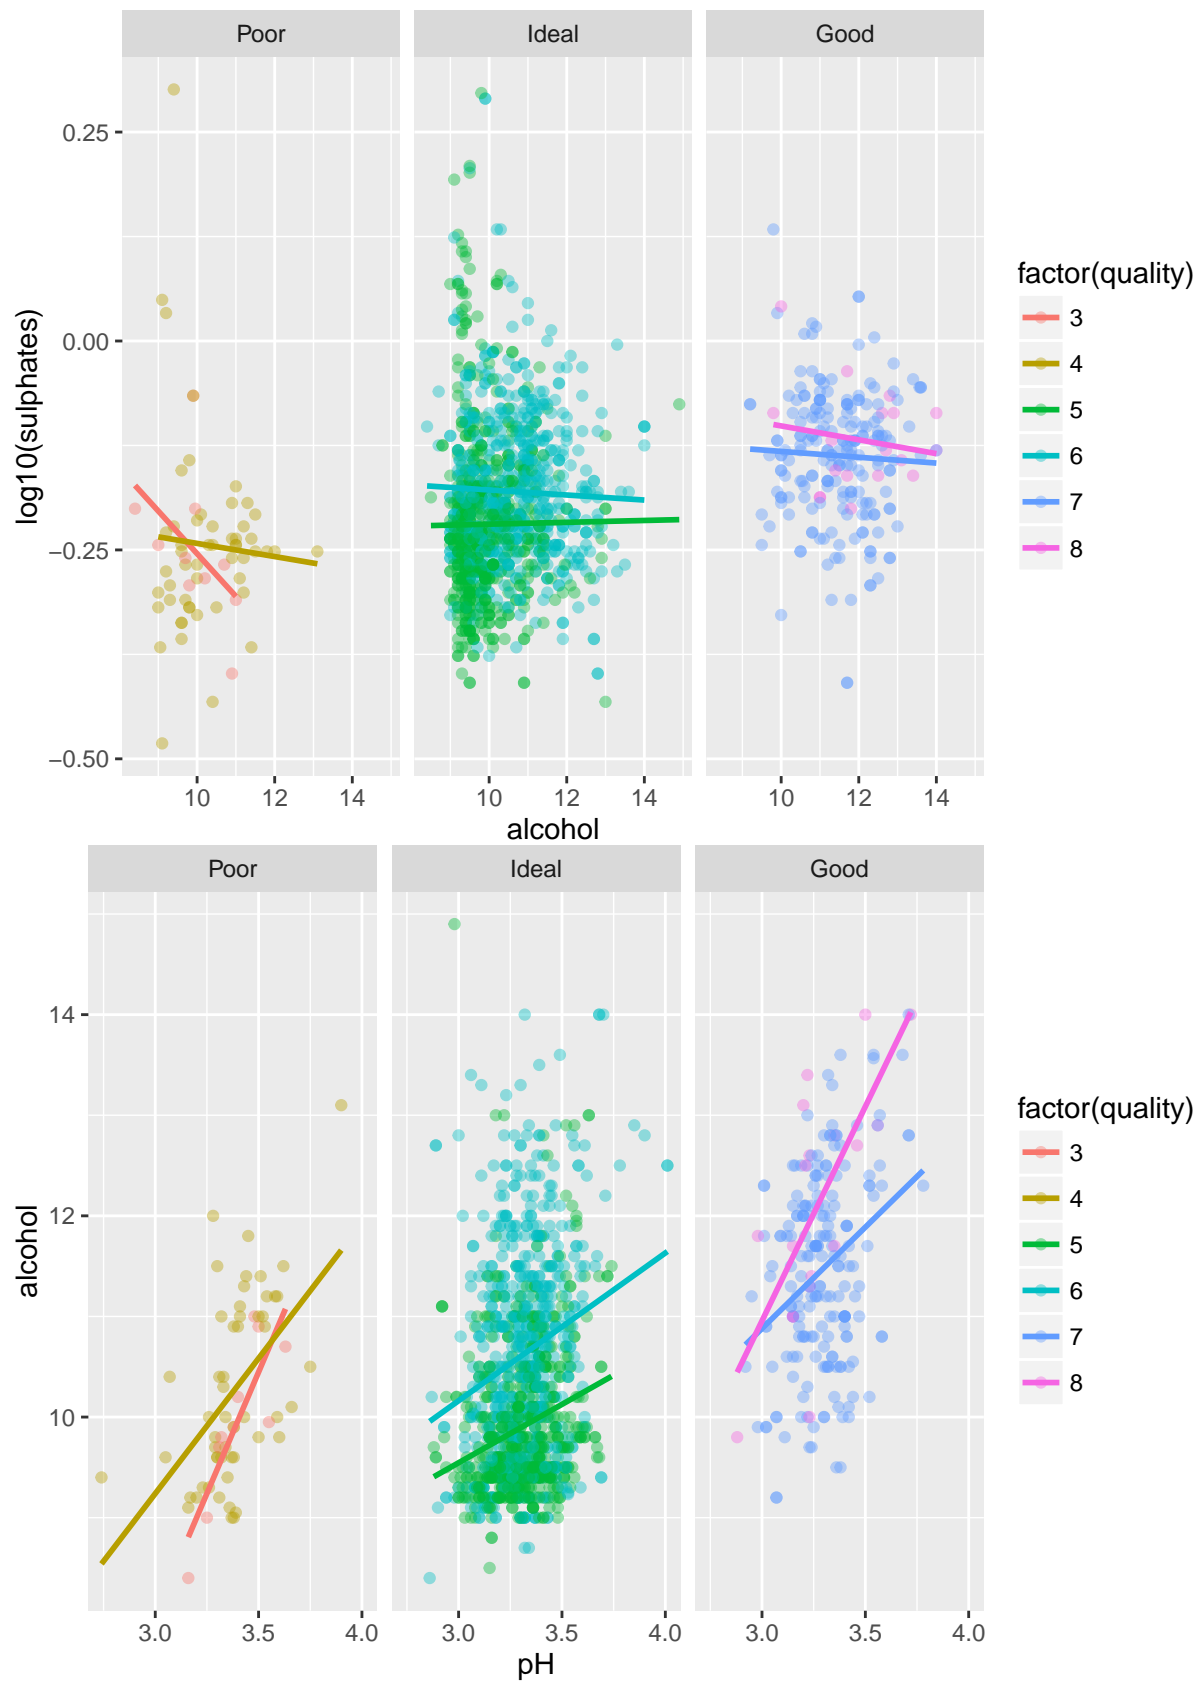 Poor Ideal Good
0.25
0.00
−0.25
−0.50
log10(sulphates)
10 12 14 10 12 14 10 12 14
alcohol
factor(quality)
3
4
5
6
7
8
Poor Ideal Good
14
12
10
alcohol
3.0 3.5 4.0 3.0 3.5 4.0 3.0 3.5 4.0
pH
factor(quality)
3
4
5
6
7
8